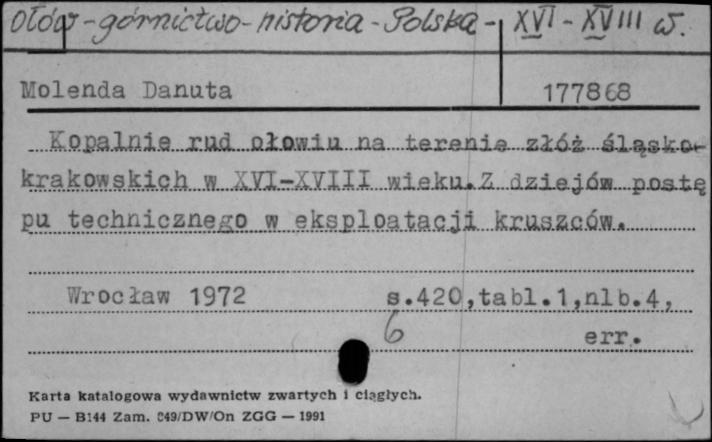 Ołów-górnictwo-historia-Polska-XVI-XVIII w.
Molenda Danuta 177868
Kopalnie rud ołowiu na terenie złóż śląsko-
krakowskich w XVI-XVIII wieku.Z dziejów postę
pu technicznego w eksploatacji kruszców.
Wrocław 1972 s.420,tabl.1,nlb.4,
6 err.
Karta katalogowa wydawnictw zwartych i ciągłych.
PU — B144 Zam. 849/DW/On ZGG — 1991